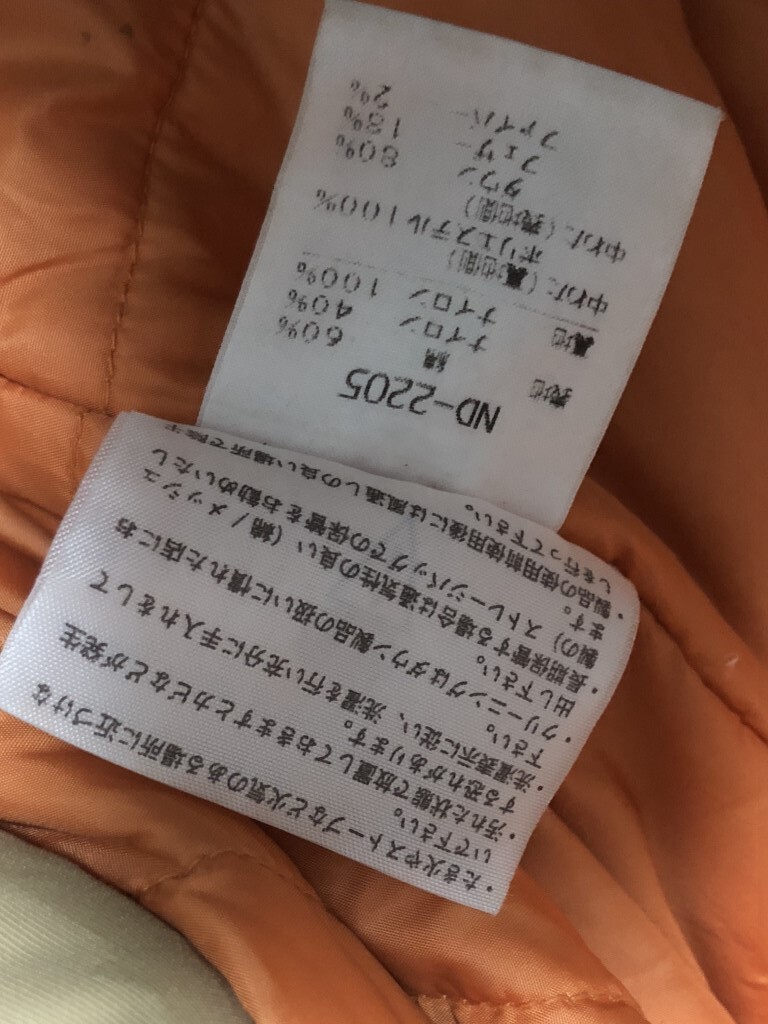 ND-2205
表地 綿 60%
ナイロン 40%
裏地 ナイロン 100%
中わた(裏地側)
ポリエステル 100%
中わた(表地側)
ダウン 80%
フェザー 18%
ファイバー 2%
・たき火やストーブなど火気のある場所に近づけな
いで下さい。
・汚れた状態で放置しておきますとカビなどが発生
する恐れがあります。
・洗濯表示に従い、洗濯を行い充分に手入れをして
下さい。
・クリーニングはダウン製品の扱いに慣れた店にお
出し下さい。
・長期保管する場合は通気性の良い(綿/メッシュ
製の)ストレージバッグでの保管をお勧めいたし
ます。
・製品の使用前使用後には風通しの良い場所で陰干
しを行って下さい。